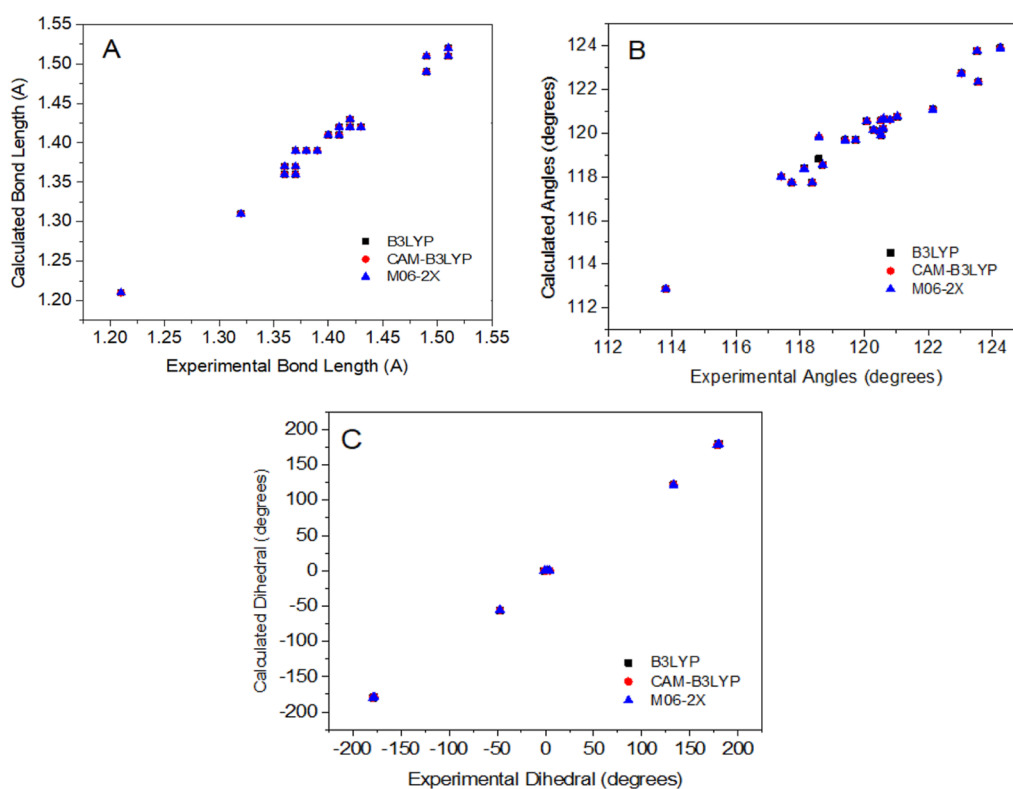 A
Calculated Bond Length (A)
1.55
1.50
1.45
1.40
1.35
1.30
1.25
1.20
B3LYP
CAM-B3LYP
M06-2X
1.20 1.25 1.30 1.35 1.40 1.45 1.50 1.55
Experimental Bond Length (A)
B
Calculated Angles (degrees)
124
122
120
118
116
114
112
B3LYP
CAM-B3LYP
M06-2X
112 114 116 118 120 122 124
Experimental Angles (degrees)
C
Calculated Dihedral (degrees)
200
150
100
50
0
-50
-100
-150
-200
B3LYP
CAM-B3LYP
M06-2X
-200 -150 -100 -50 0 50 100 150 200
Experimental Dihedral (degrees)